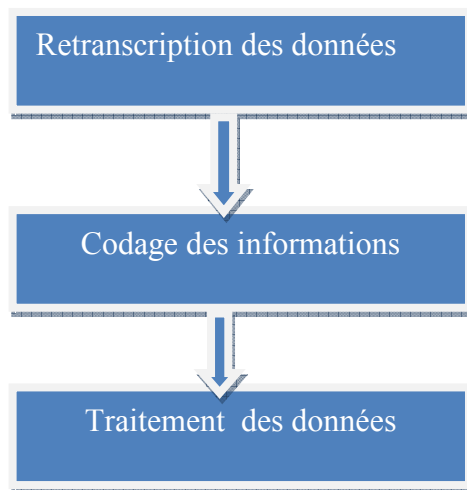 Retranscription des données
Codage des informations
Traitement des données